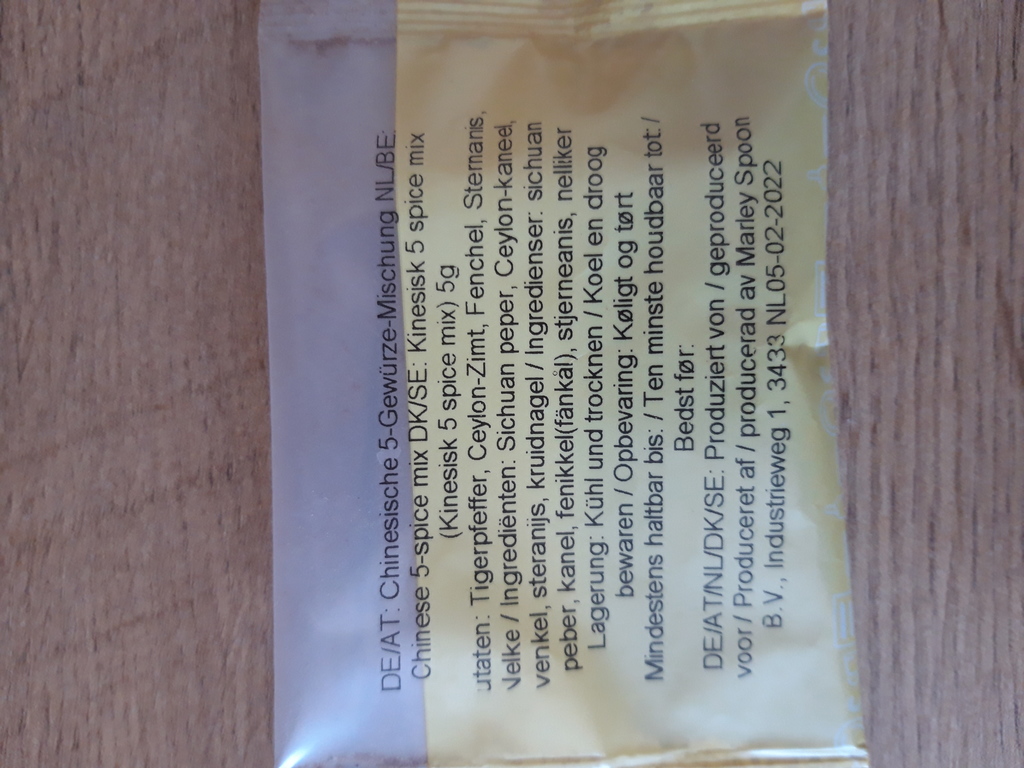 DE/AT: Chinesische 5-Gewürze-Mischung NL/BE:
Chinese 5-spice mix DK/SE: Kinesisk 5 spice mix
(Kinesisk 5 spice mix) 5g
utaten: Tigerpfeffer, Ceylon-Zimt, Fenchel, Sternanis,
Nelke / Ingrediënten: Sichuan peper, Ceylon-kaneel,
venkel, steranijs, kruidnagel / Ingredienser: sichuan
peber, kanel, fenikkel(fänkål), stjerneanis, nelliker
Lagerung: Kühl und trocknen / Koel en droog
bewaren / Opbevaring: Køligt og tørt
Mindestens haltbar bis: / Ten minste houdbaar tot: /
Bedst før:
DE/AT/NL/DK/SE: Produziert von / geproduceerd
voor / Produceret af / producerad av Marley Spoon
B.V., Industrieweg 1, 3433 NL05-02-2022